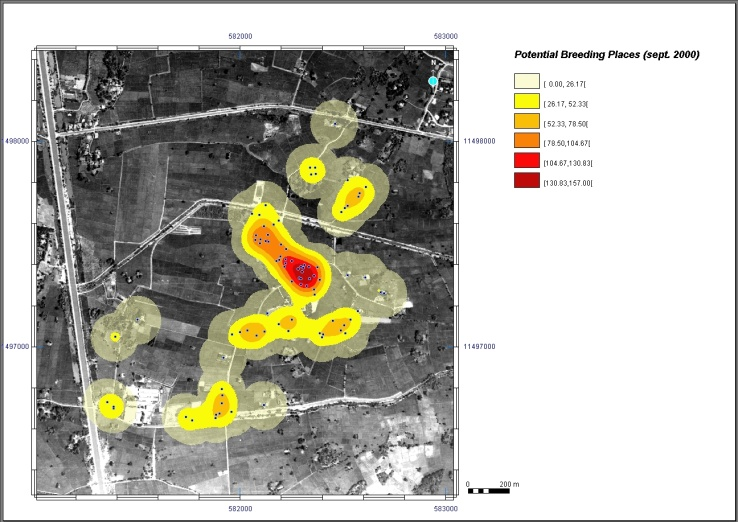 582000 583000
N
Potential Breeding Places (sept. 2000)
[ 0.00, 26.17[
[ 26.17, 52.33[
[ 52.33, 78.50[
[ 78.50,104.67[
[104.67,130.83[
[130.83,157.00[
498000 11498000
497000 11497000
0 200 m
582000 583000